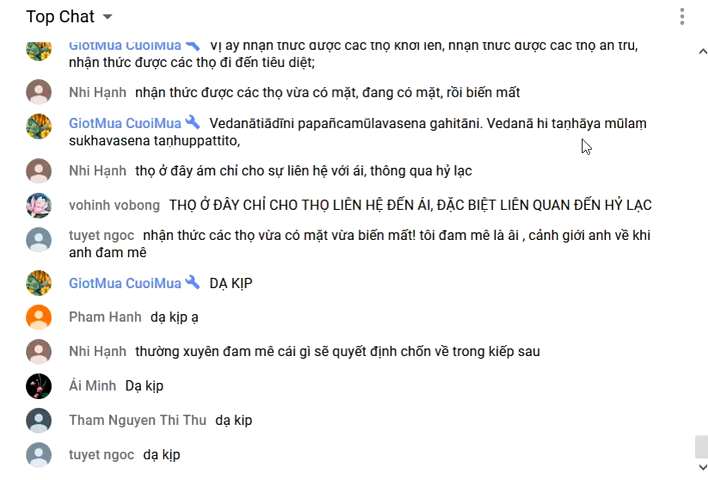 Top Chat
GiotMua CuoiMua Vị ấy nhận thức được các thọ khởi lên, nhận thức được các thọ an trú,
nhận thức được các thọ đi đến tiêu diệt;
Nhi Hạnh nhận thức được các thọ vừa có mặt, đang có mặt, rồi biến mất
GiotMua CuoiMua Vedanātiādīni papañcamūlavasena gahitāni. Vedanā hi taṇhāya mūlaṃ
sukhavasena taṇhuppattito,
Nhi Hạnh thọ ở đây ám chỉ cho sự liên hệ với ái, thông qua hỷ lạc
vohinh vobong THỌ Ở ĐÂY CHỈ CHO THỌ LIÊN HỆ ĐẾN ÁI, ĐẶC BIỆT LIÊN QUAN ĐẾN HỶ LẠC
tuyet ngoc nhận thức các thọ vừa có mặt vừa biến mất! tôi đam mê là âi , cảnh giới anh về khi
anh đam mê
GiotMua CuoiMua DẠ KỊP
Pham Hanh dạ kịp ạ
Nhi Hạnh thường xuyên đam mê cái gì sẽ quyết định chốn về trong kiếp sau
Ái Minh Dạ kịp
Tham Nguyen Thi Thu dạ kịp
tuyet ngoc dạ kịp